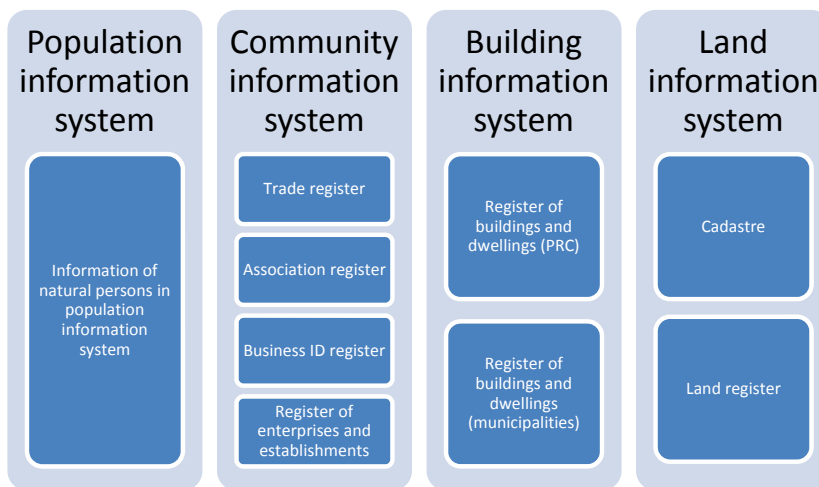 Population
information
system
Information of
natural persons in
population
information
system
Community
information
system
Trade register
Association register
Business ID register
Register of
enterprises and
establishments
Building
information
system
Register of
buildings and
dwellings (PRC)
Register of
buildings and
dwellings
(municipalities)
Land
information
system
Cadastre
Land register